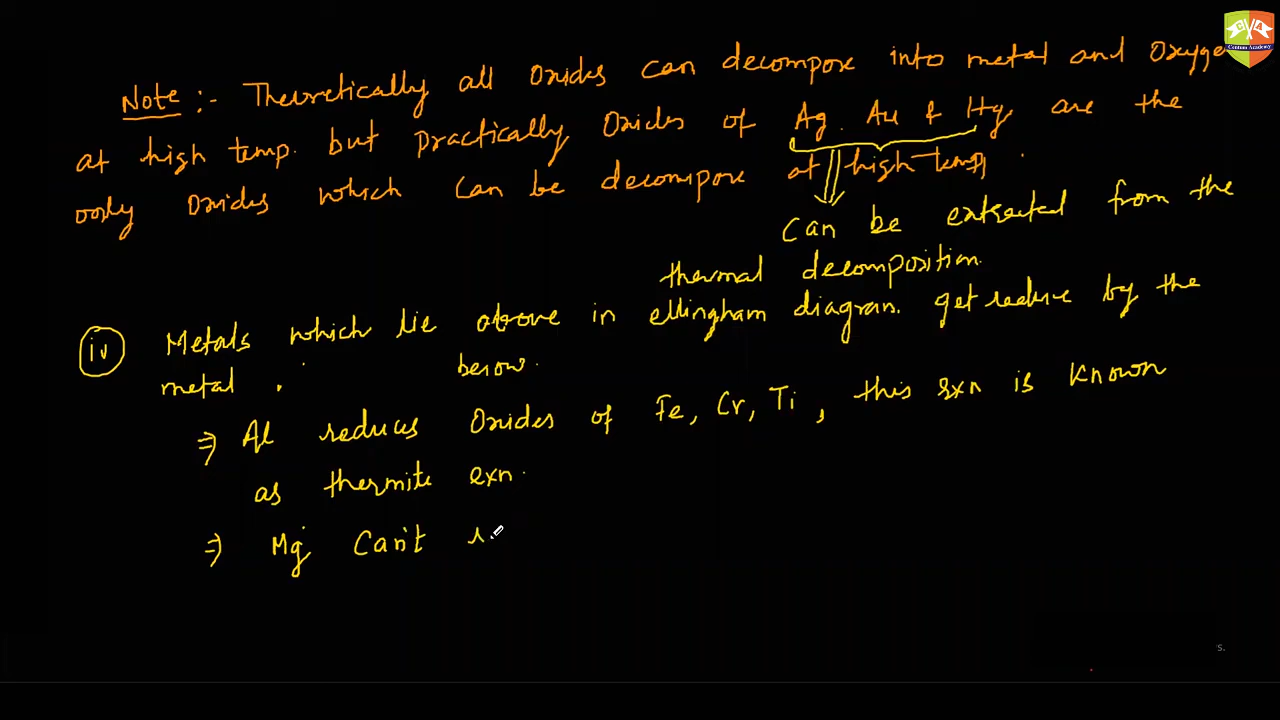 Note :- Theoretically all Oxides can decompose into metal and Oxyge
at high temp. but practically Oxides of Ag. Au & Hg are the
only Oxides which can be decompose at high temp.
Can be extracted from the
thermal decomposition.
iv Metals which lie above in ellingham diagram. get reduce by the
metal . below.
⇒ Al reduces Oxides of Fe, Cr, Ti , this rxn is known
as thermite rxn.
⇒ Mg Can't r
Centum Academy
s.